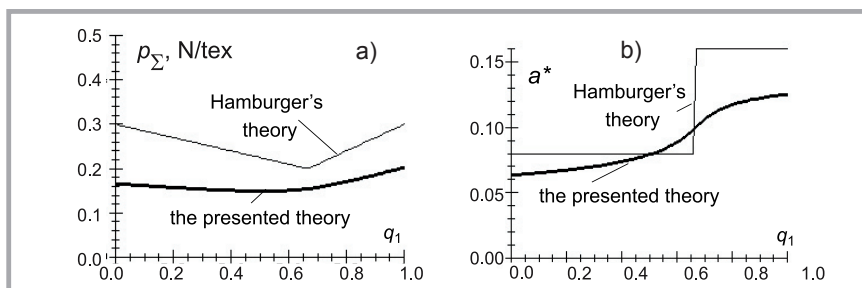 0.5
p_Σ, N/tex
a)
0.4
Hamburger's
theory
0.3
0.2
0.1
the presented theory
q_1
0.0
0.0 0.2 0.4 0.6 0.8 1.0
b)
0.15
a*
Hamburger's
theory
0.10
0.05
the presented theory
q_1
0.00
0.0 0.2 0.4 0.6 0.8 1.0